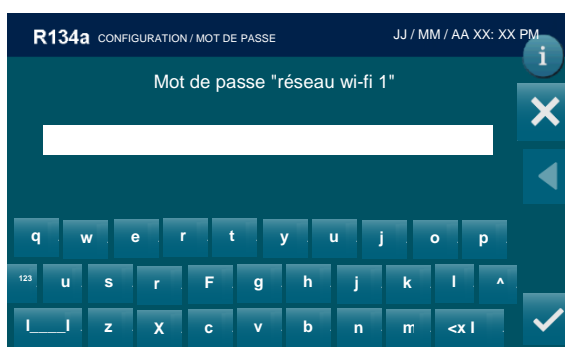 R134a CONFIGURATION / MOT DE PASSE JJ / MM / AA XX: XX PM
i
Mot de passe "réseau wi-fi 1"
q w e r t y u j o p
123 u s r F g h j k l ^
I___I z X c v b n m <x I